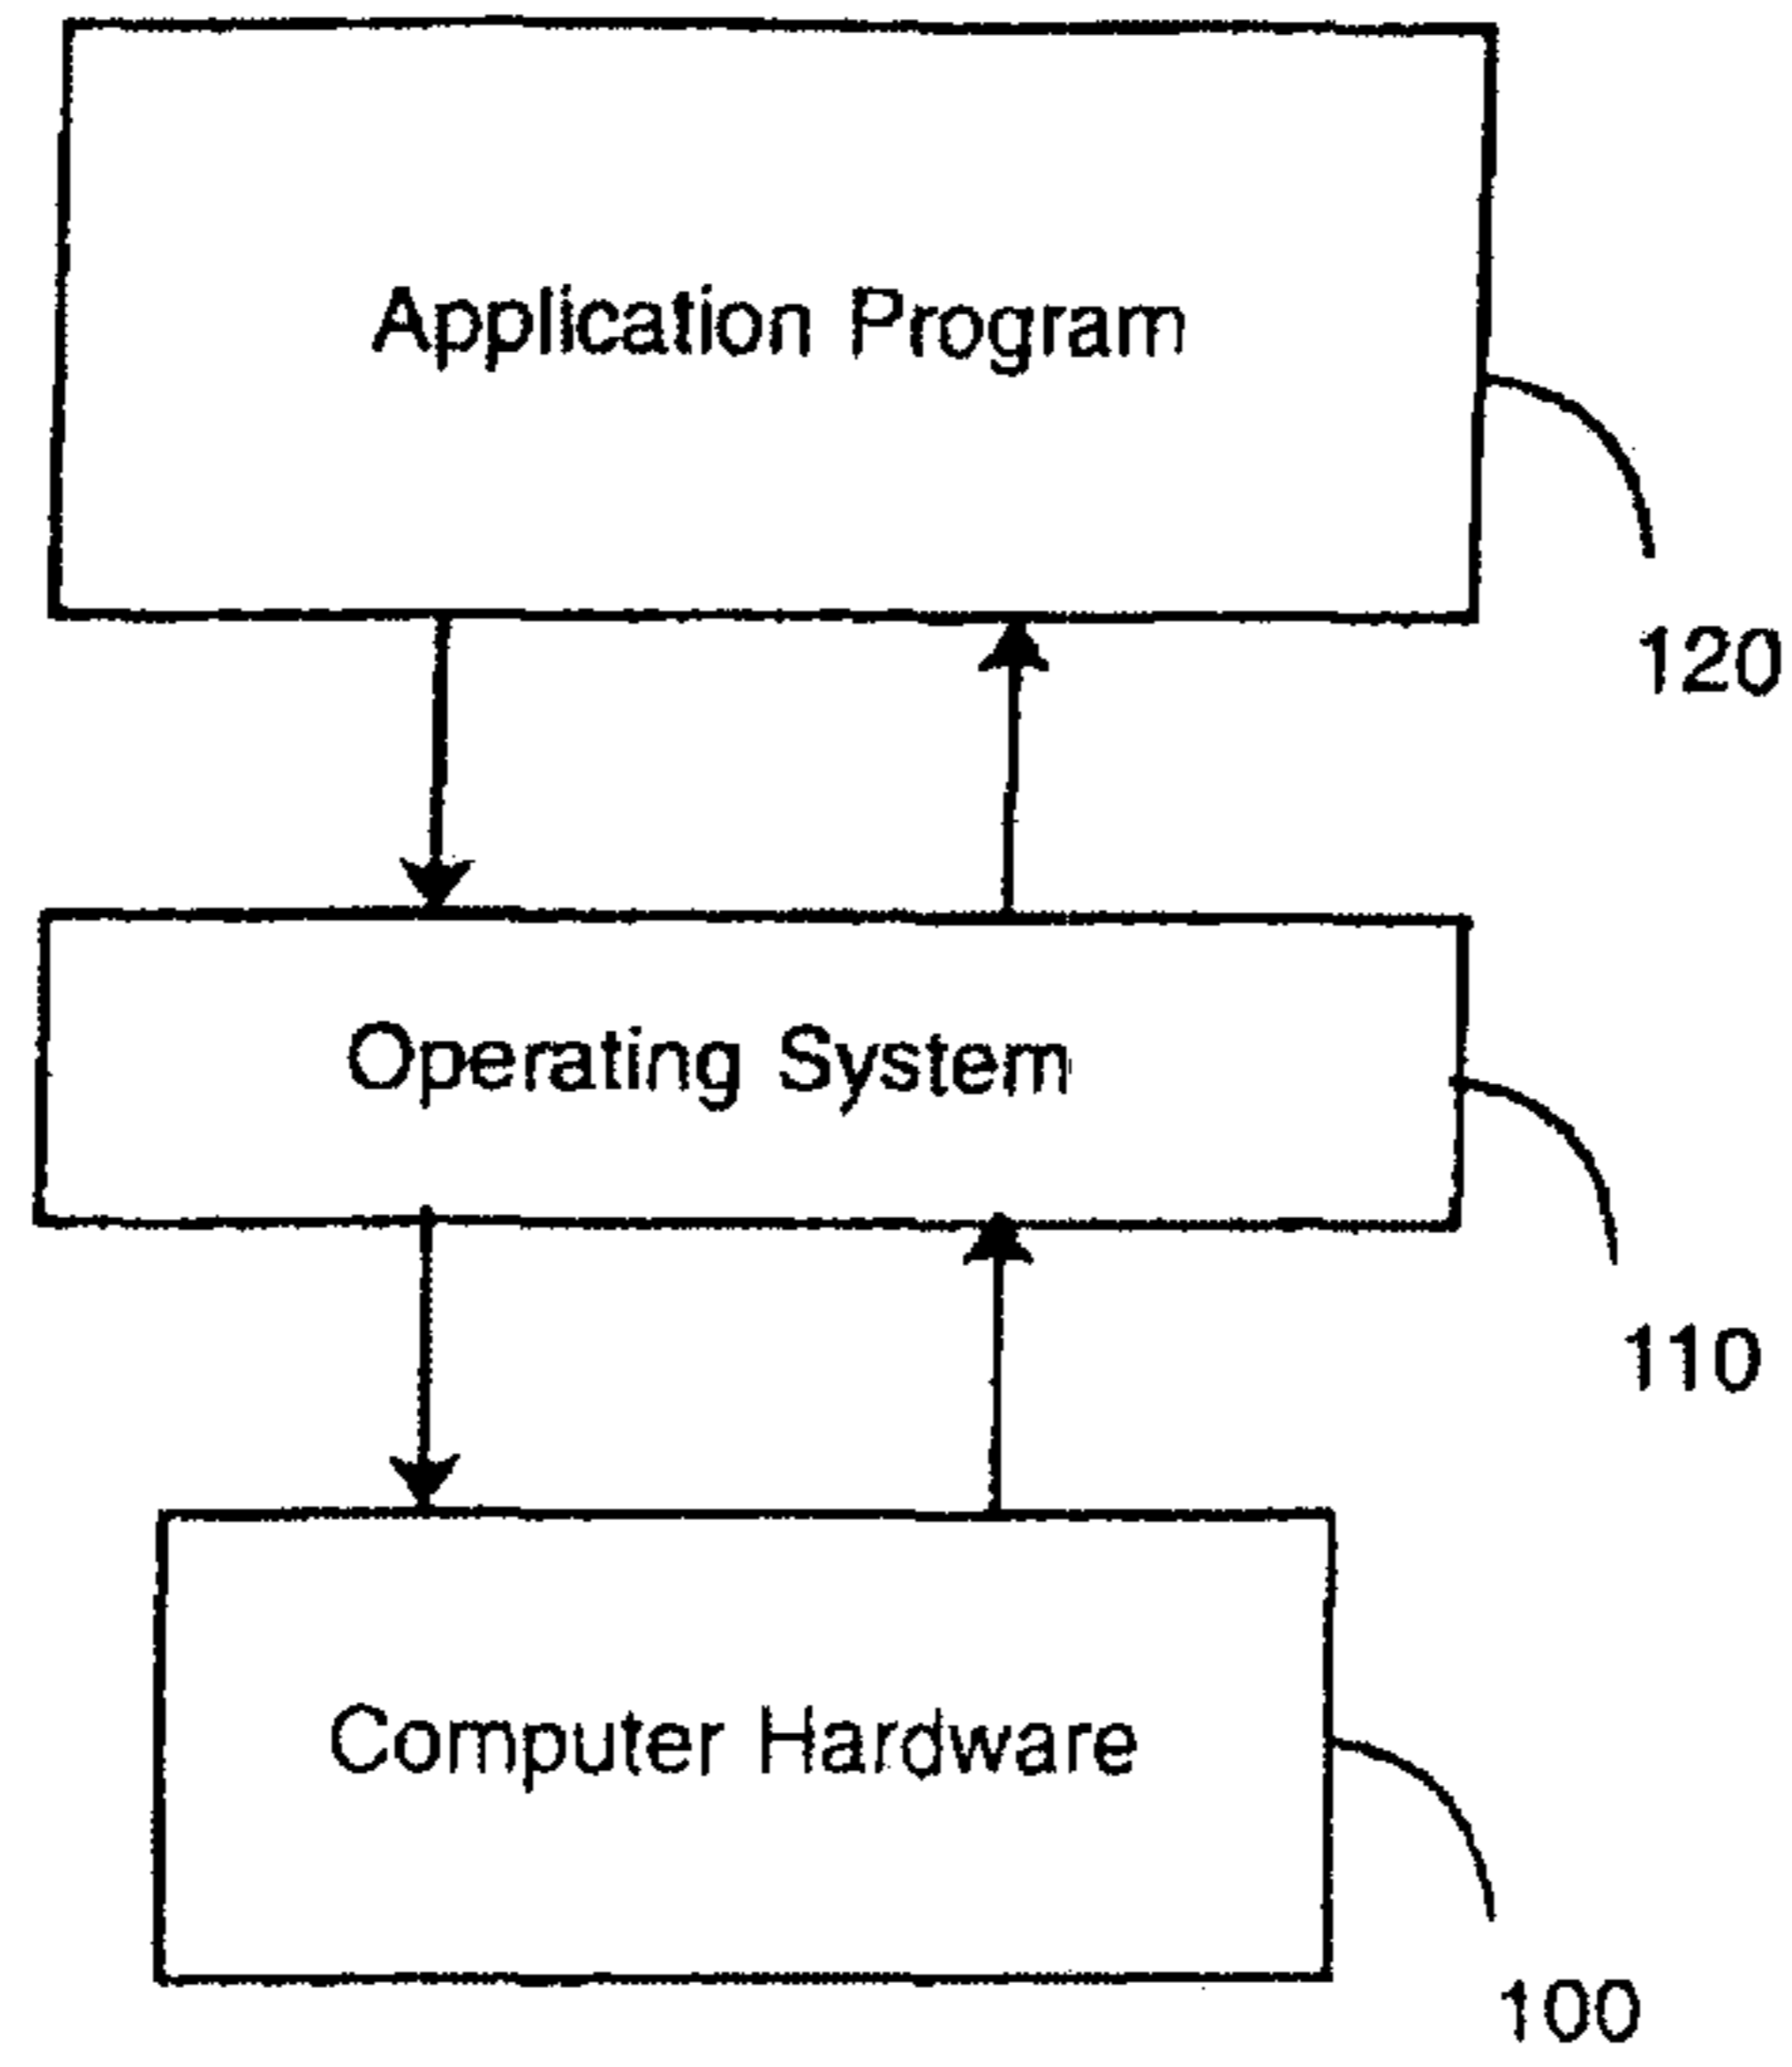 Application Program
120
Operating System
110
Computer Hardware
100